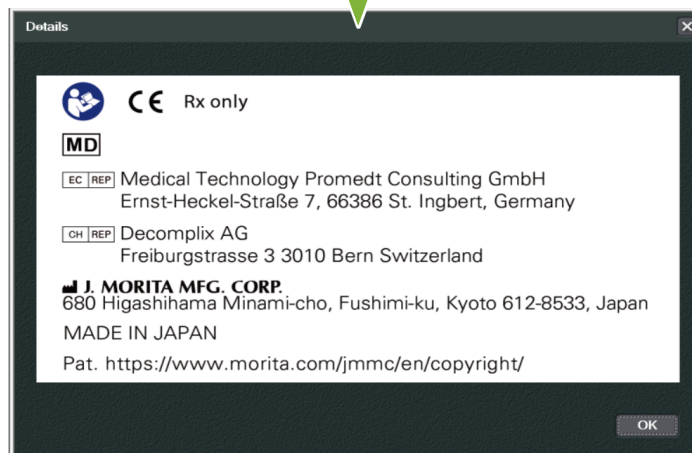 Details
CE Rx only
MD
EC REP Medical Technology Promedt Consulting GmbH
Ernst-Heckel-Straße 7, 66386 St. Ingbert, Germany
CH REP Decomplix AG
Freiburgstrasse 3 3010 Bern Switzerland
J. MORITA MFG. CORP.
680 Higashihama Minami-cho, Fushimi-ku, Kyoto 612-8533, Japan
MADE IN JAPAN
Pat. https://www.morita.com/jmmc/en/copyright/
OK